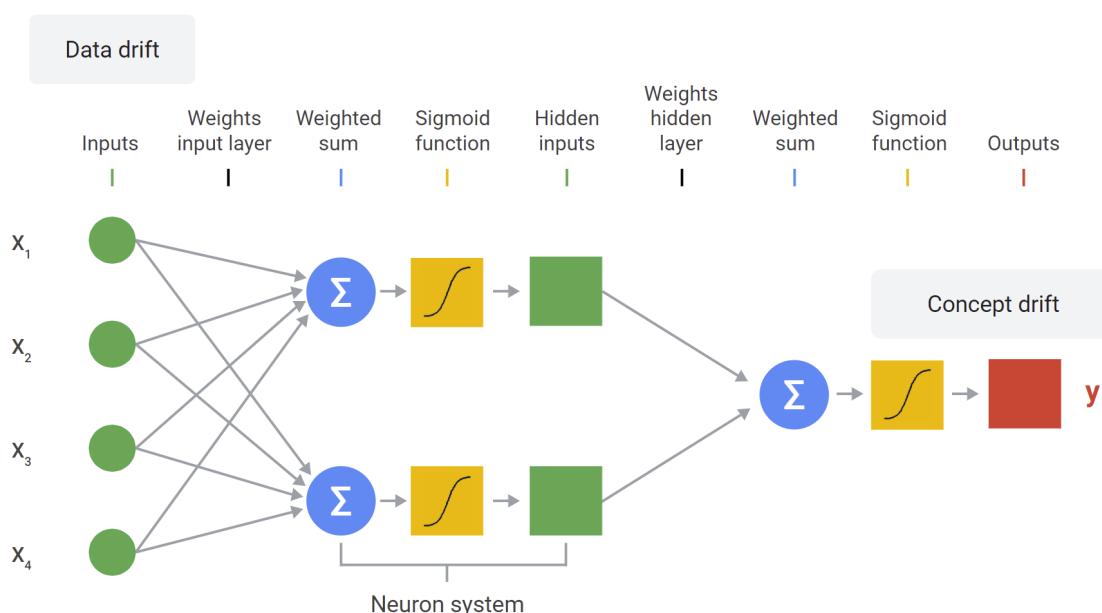 Data drift
Inputs
Weights
input layer
Weighted
sum
Sigmoid
function
Hidden
inputs
Weights
hidden
layer
Weighted
sum
Sigmoid
function
Outputs
X₁
X₂
X₃
X₄
Σ
Σ
Σ
Concept drift
y
Neuron system